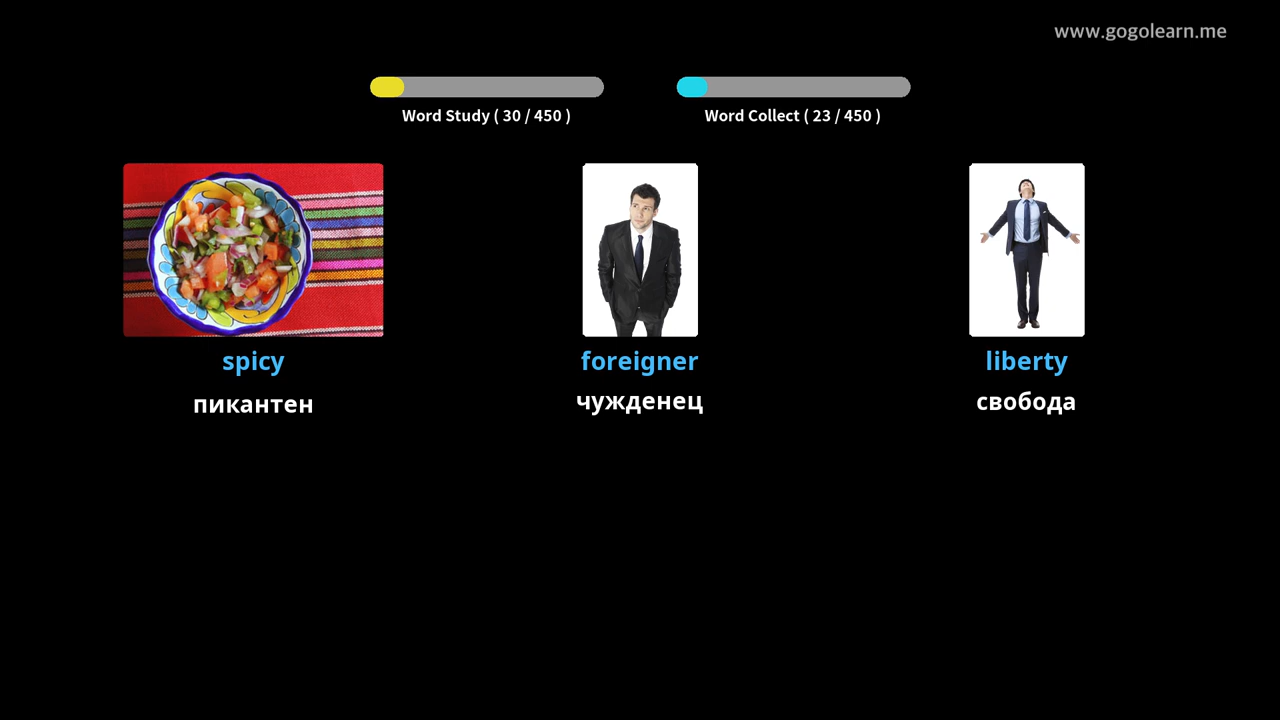 www.gogolearn.me
Word Study ( 30 / 450 )
Word Collect ( 23 / 450 )
spicy
foreigner
liberty
пикантен
чужденец
свобода